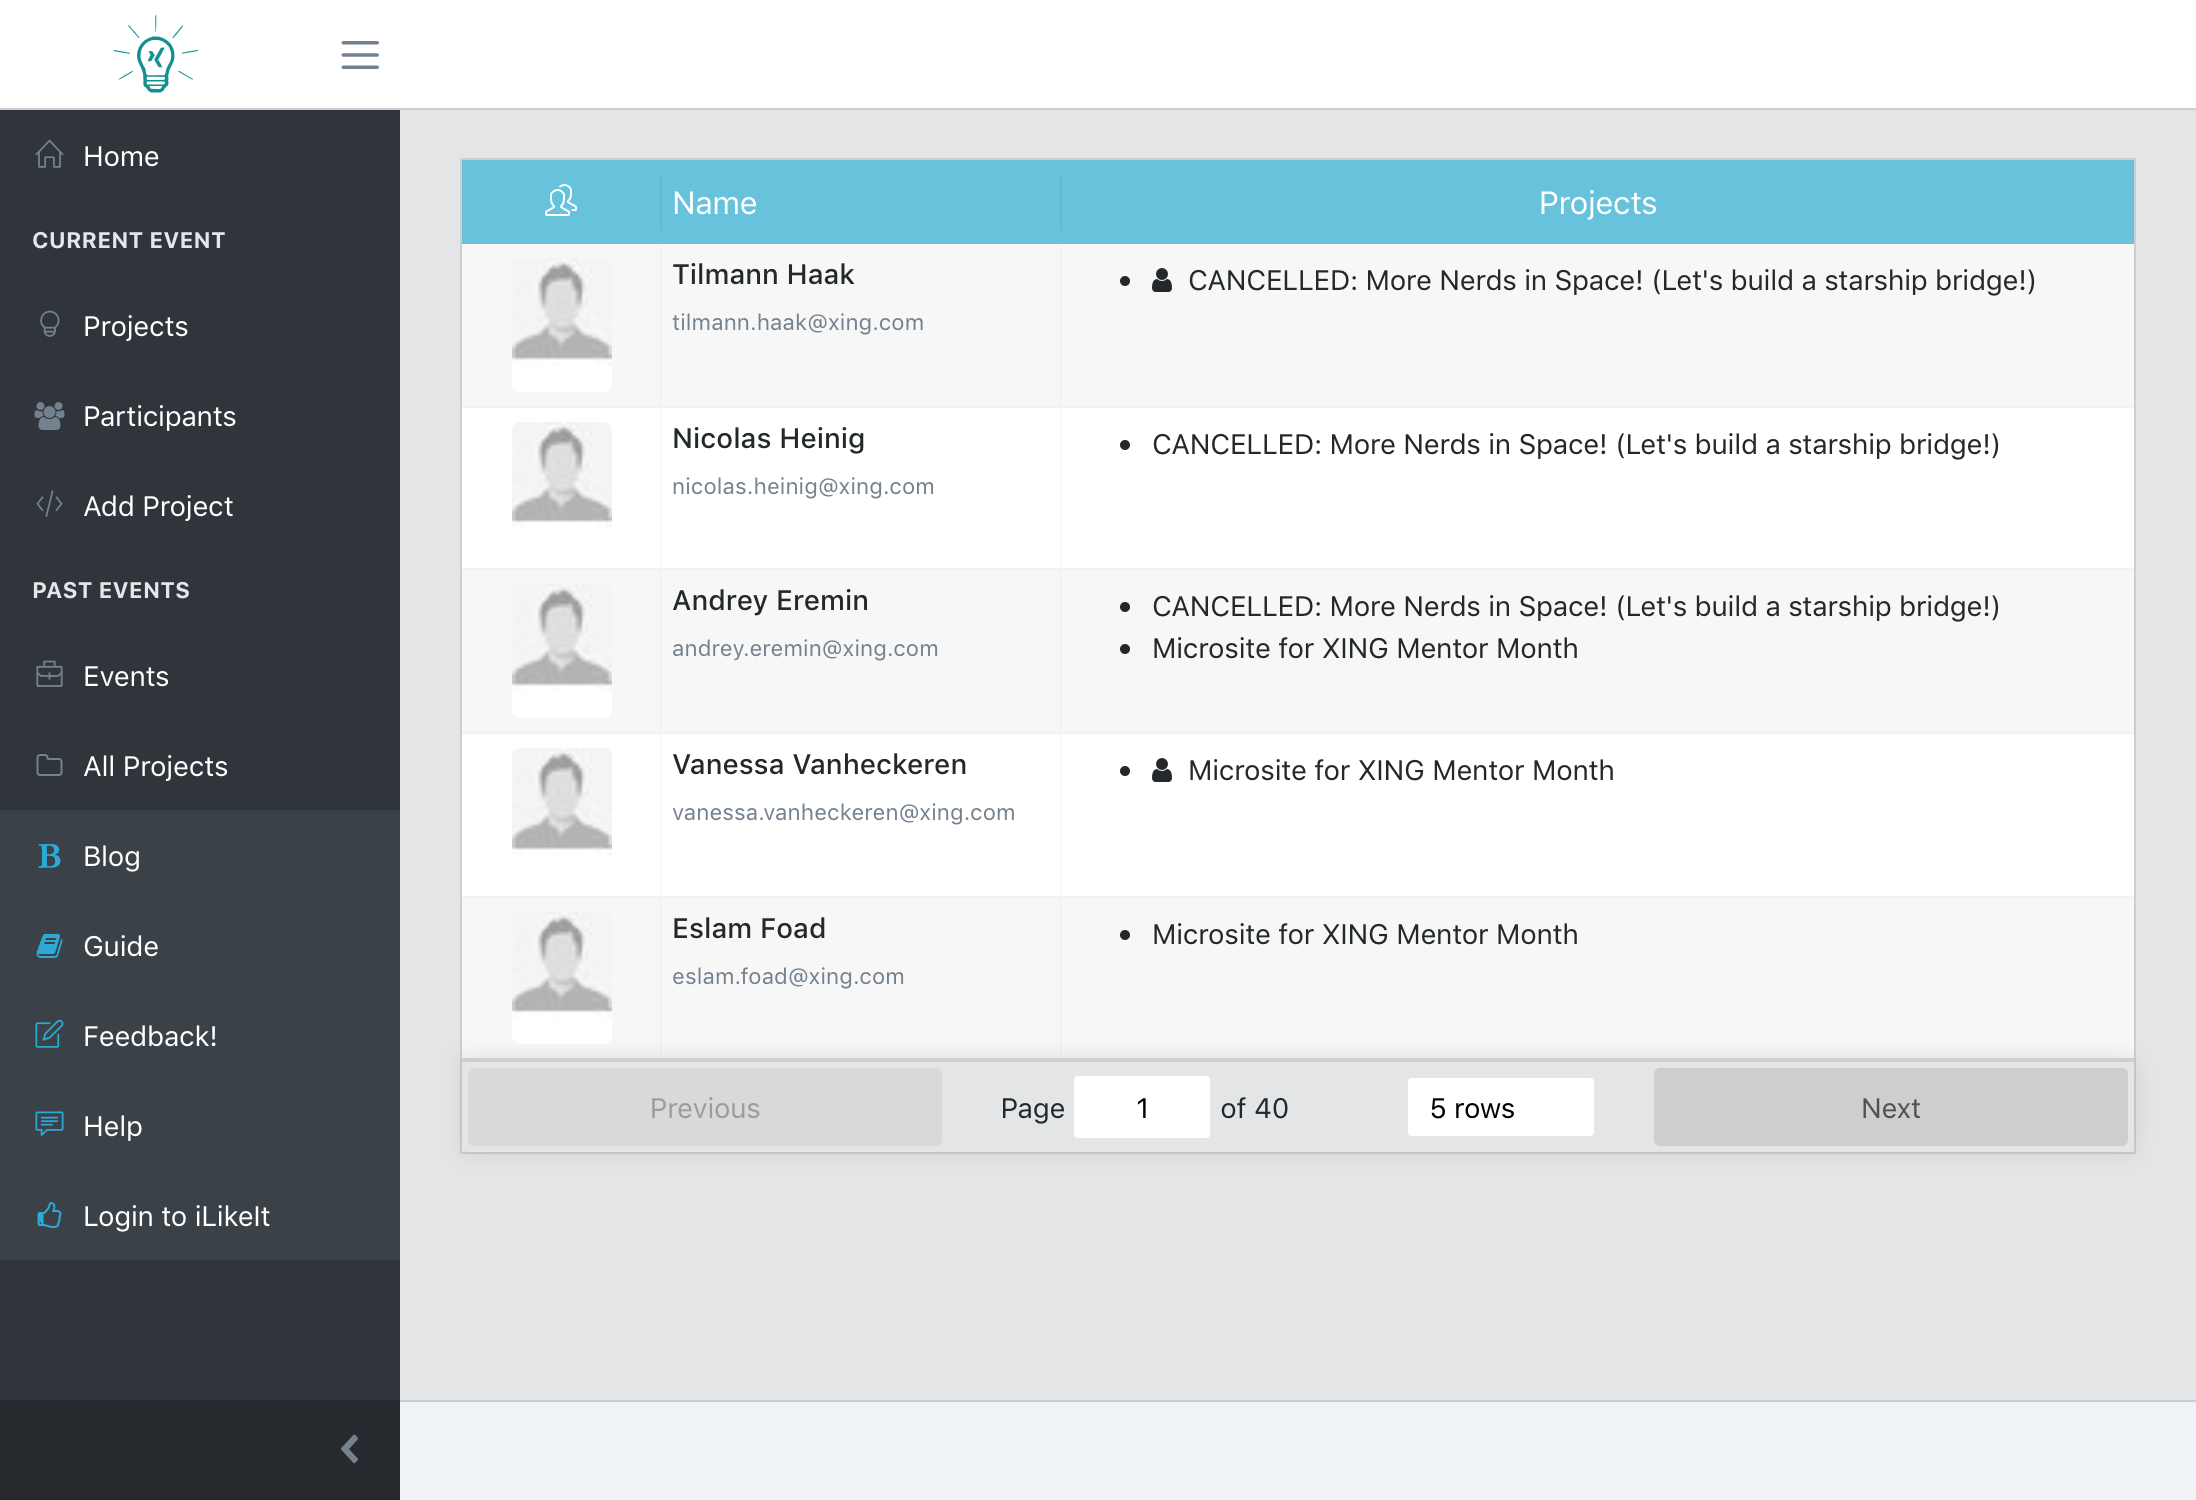 Home
CURRENT EVENT
Projects
Participants
Add Project
PAST EVENTS
Events
All Projects
Blog
Guide
Feedback!
Help
Login to iLikeIt
Name Projects
Tilmann Haak
tilmann.haak@xing.com
CANCELLED: More Nerds in Space! (Let's build a starship bridge!)
Nicolas Heinig
nicolas.heinig@xing.com
CANCELLED: More Nerds in Space! (Let's build a starship bridge!)
Andrey Eremin
andrey.eremin@xing.com
CANCELLED: More Nerds in Space! (Let's build a starship bridge!)
Microsite for XING Mentor Month
Vanessa Vanheckeren
vanessa.vanheckeren@xing.com
Microsite for XING Mentor Month
Eslam Foad
eslam.foad@xing.com
Microsite for XING Mentor Month
Previous Page 1 of 40 5 rows Next